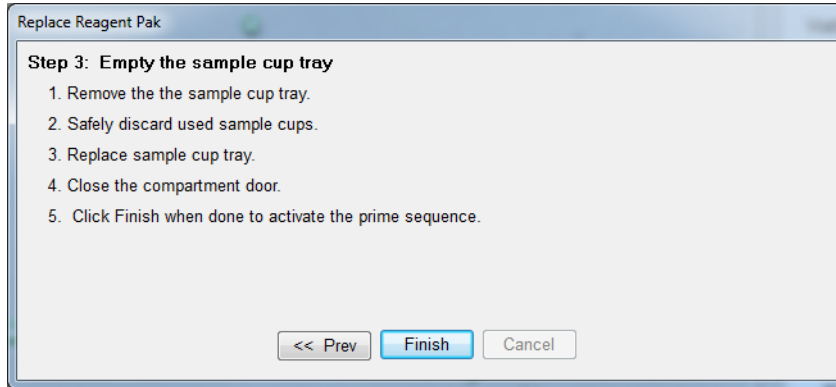 Replace Reagent Pak
Step 3: Empty the sample cup tray
1. Remove the the sample cup tray.
2. Safely discard used sample cups.
3. Replace sample cup tray.
4. Close the compartment door.
5. Click Finish when done to activate the prime sequence.
<< Prev Finish Cancel